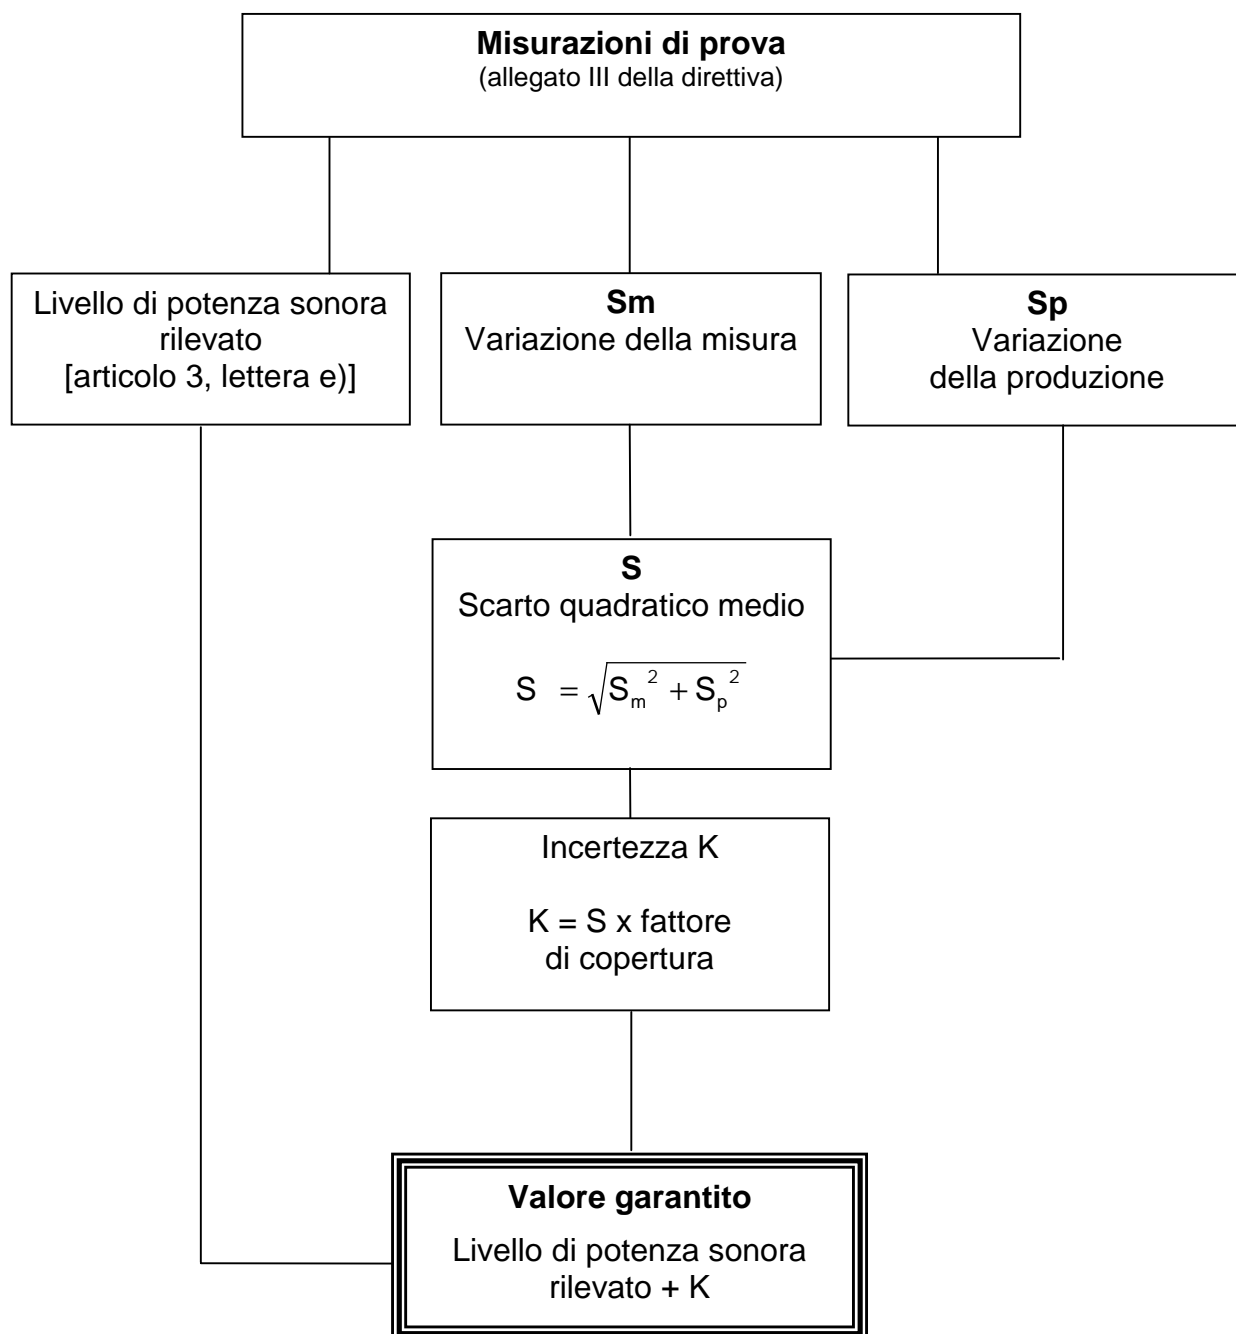 Misurazioni di prova
(allegato III della direttiva)
Livello di potenza sonora
rilevato
[articolo 3, lettera e)]
Sm
Variazione della misura
Sp
Variazione
della produzione
S
Scarto quadratico medio
S = √(Sₘ² + Sₚ²)
Incertezza K
K = S x fattore
di copertura
Valore garantito
Livello di potenza sonora
rilevato + K